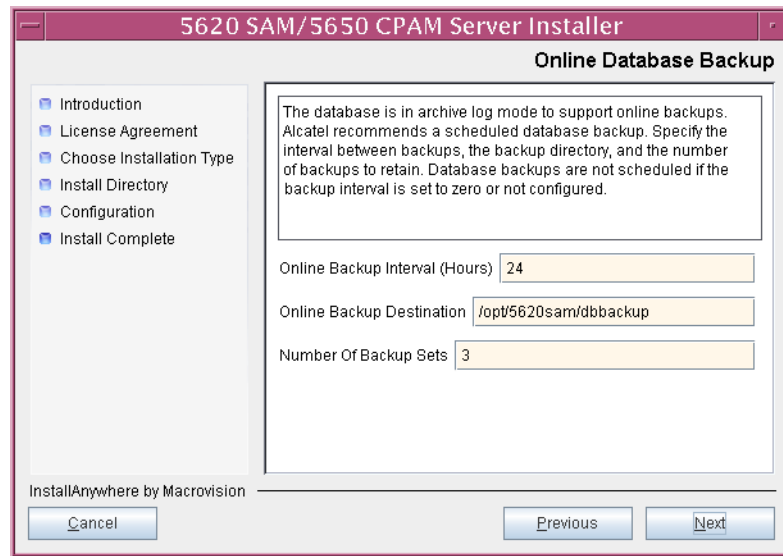 5620 SAM/5650 CPAM Server Installer
Online Database Backup
Introduction
License Agreement
Choose Installation Type
Install Directory
Configuration
Install Complete
The database is in archive log mode to support online backups.
Alcatel recommends a scheduled database backup. Specify the
interval between backups, the backup directory, and the number
of backups to retain. Database backups are not scheduled if the
backup interval is set to zero or not configured.
Online Backup Interval (Hours) 24
Online Backup Destination /opt/5620sam/dbbackup
Number Of Backup Sets 3
InstallAnywhere by Macrovision
Cancel Previous Next